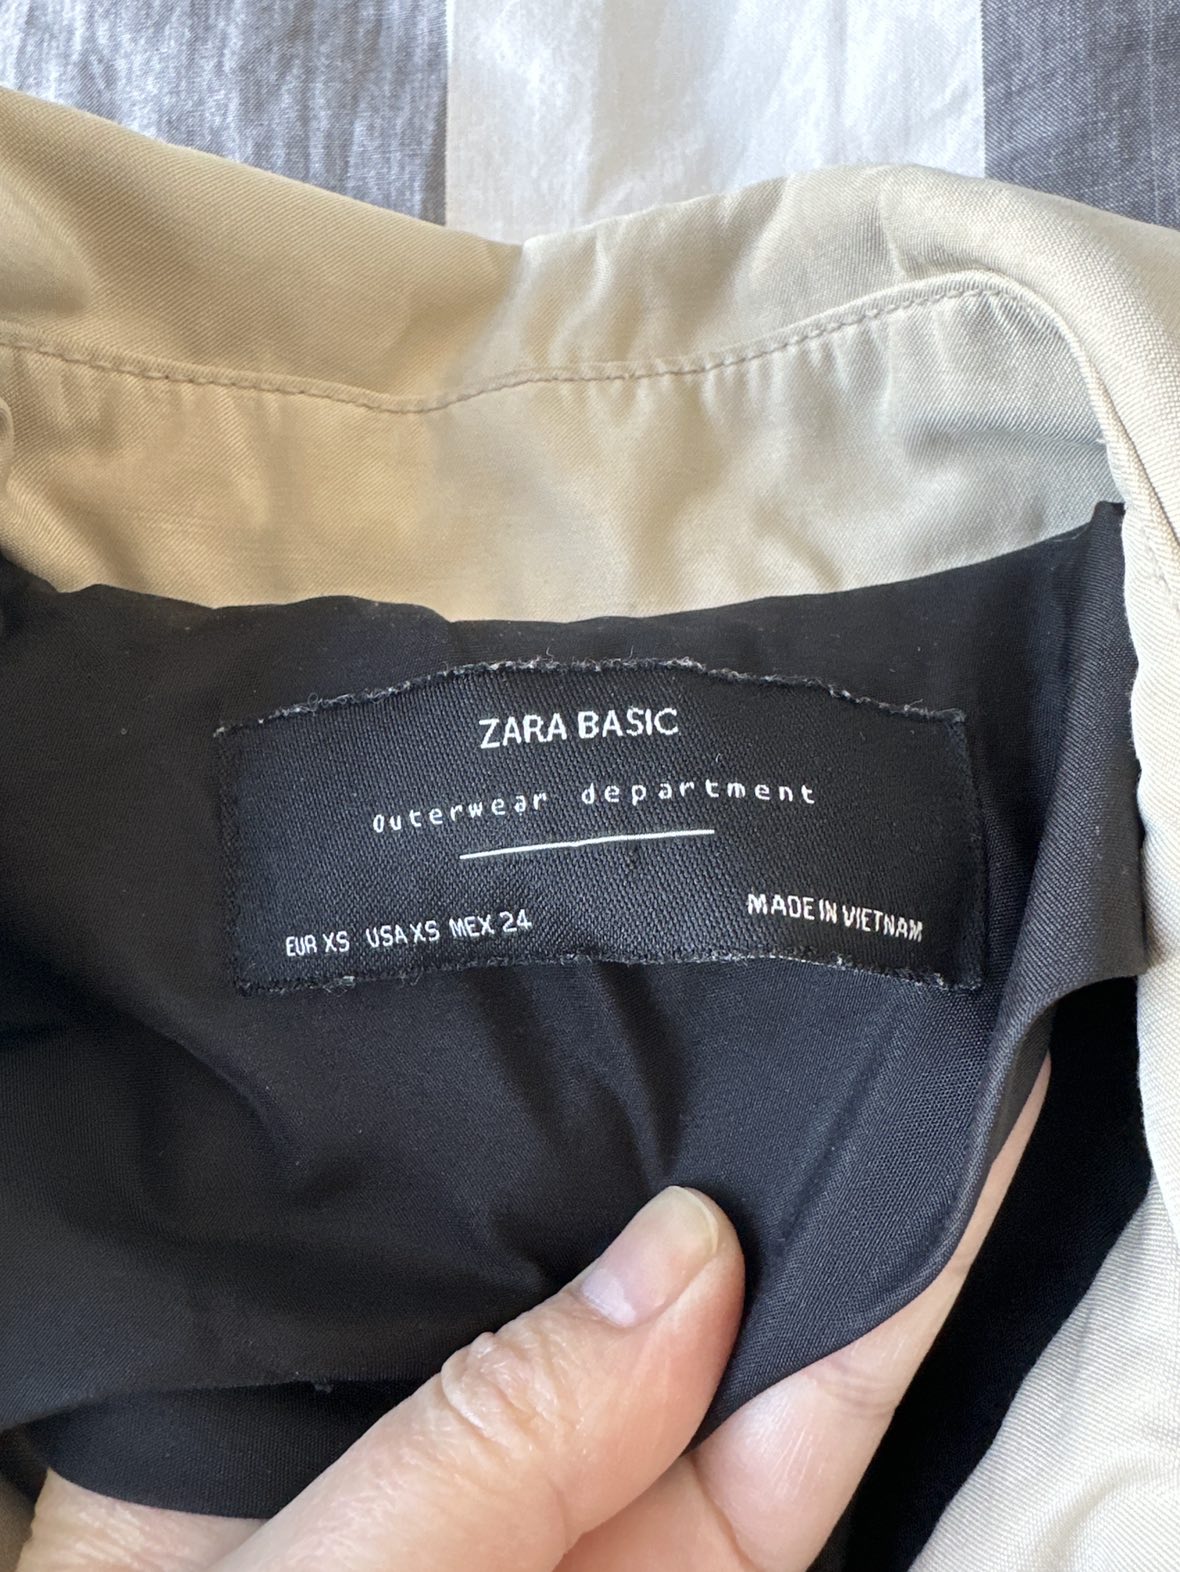 ZARA BASIC
outerwear department
EUR XS USA XS MEX 24
MADE IN VIETNAM